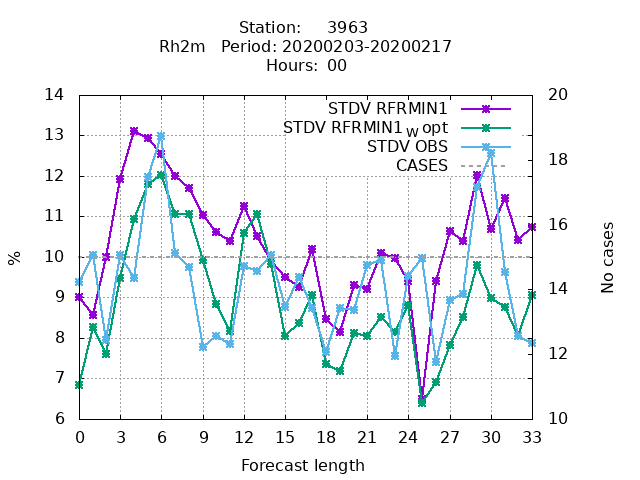 Station: 3963
Rh2m Period: 20200203-20200217
Hours: 00
STDV RFRMIN1
STDV RFRMIN1wopt
STDV OBS
CASES
14
13
12
11
10
9
8
7
6
%
20
18
16
14
12
10
No cases
0 3 6 9 12 15 18 21 24 27 30 33
Forecast length